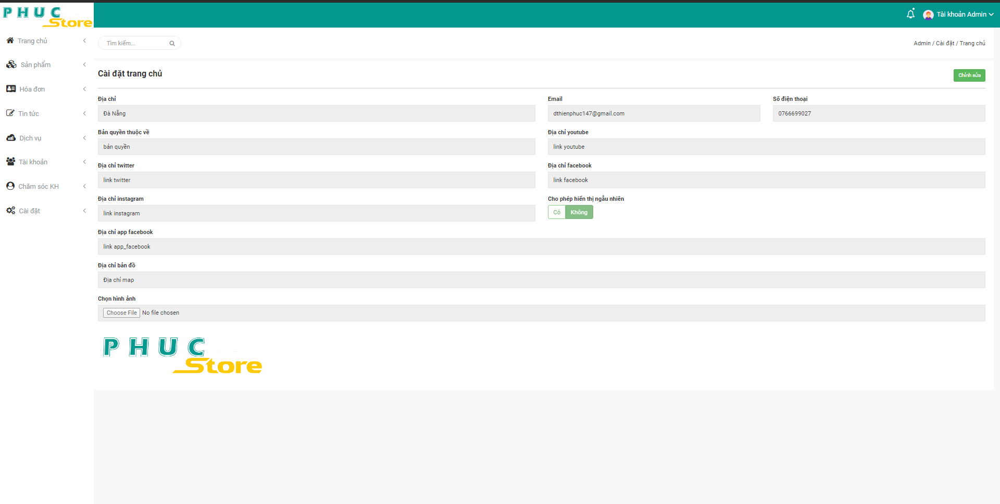 PHUC
Store
Tài khoản Admin
Trang chủ
Sản phẩm
Hóa đơn
Tin tức
Dịch vụ
Tài khoản
Chăm sóc KH
Cài đặt
Tìm kiếm...
Admin / Cài đặt / Trang chủ
Cài đặt trang chủ
Chỉnh sửa
Địa chỉ
Email
Số điện thoại
Đà Nẵng
dthienphuc147@gmail.com
0766699027
Bản quyền thuộc về
Địa chỉ youtube
bản quyền
link youtube
Địa chỉ twitter
Địa chỉ facebook
link twitter
link facebook
Địa chỉ instagram
Cho phép hiển thị ngẫu nhiên
link instagram
Có
Không
Địa chỉ app facebook
link app_facebook
Địa chỉ bản đồ
Địa chỉ map
Chọn hình ảnh
Choose File No file chosen
PHUC
Store